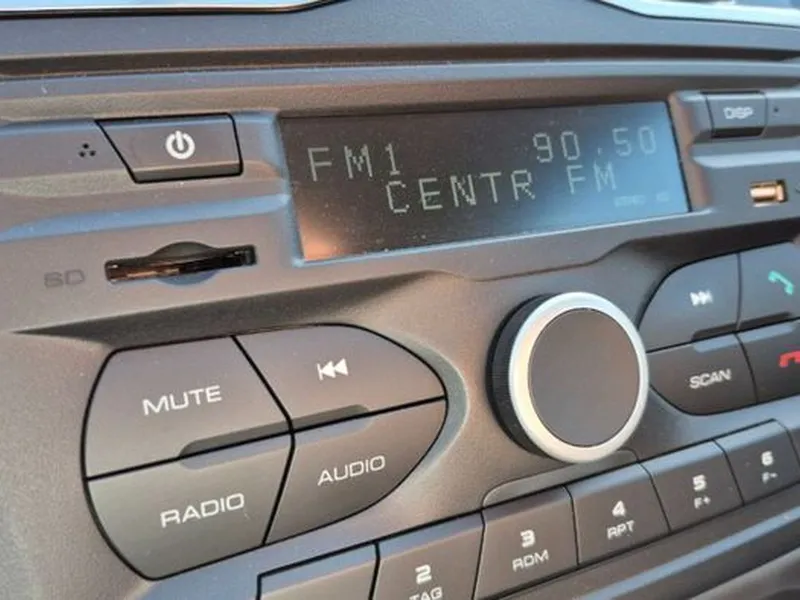 DISP
FM1 90.50
CENTR FM
SD
MUTE
SCAN
AUDIO
RADIO
6
F-
5
F+
4
RPT
3
RDM
2
TAG